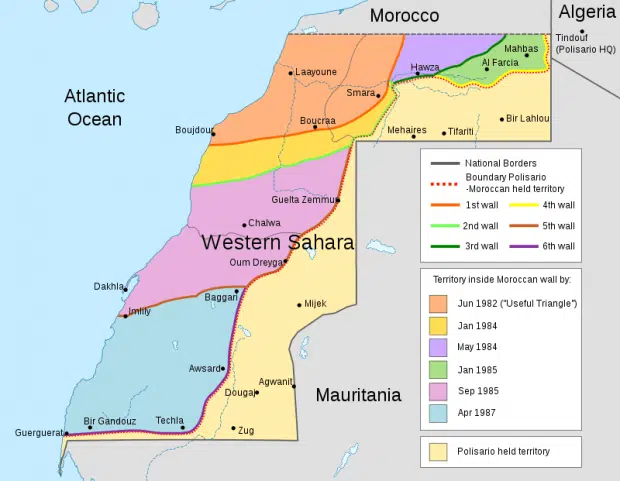 Morocco
Algeria
Tindouf
(Polisario HQ)
Mahbas
Al Farcia
Hawza
Laayoune
Smara
Atlantic
Ocean
Boucraa
Boujdour
Bir Lahlou
Mehaires
Tifariti
National Borders
Boundary Polisario
-Moroccan held territory
1st wall
4th wall
2nd wall
5th wall
3rd wall
6th wall
Guelta Zemmur
Chalwa
Western Sahara
Oum Dreyga
Dakhla
Baggari
Imlily
Mijek
Territory inside Moroccan wall by:
Jun 1982 ("Useful Triangle")
Jan 1984
May 1984
Jan 1985
Sep 1985
Apr 1987
Polisario held territory
Awsard
Agwanit
Dougaj
Mauritania
Bir Gandouz
Techla
Guerguerat
Zug